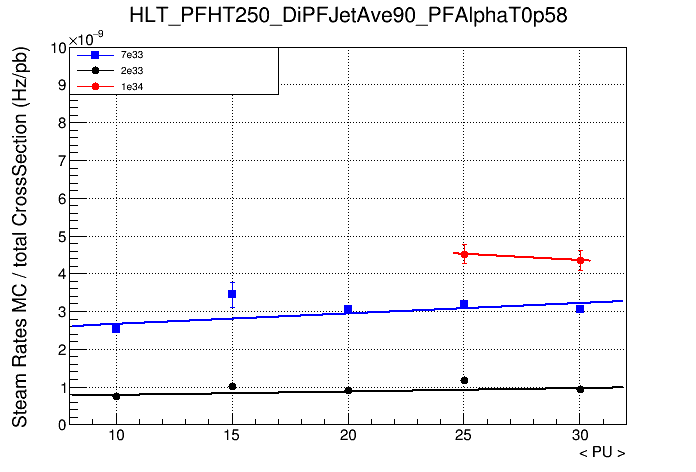 HLT_PFHT250_DiPFJetAve90_PFAlphaT0p58
×10⁻⁹
Steam Rates MC / total CrossSection (Hz/pb)
7e33
2e33
1e34
10
9
8
7
6
5
4
3
2
1
0
10 15 20 25 30
< PU >